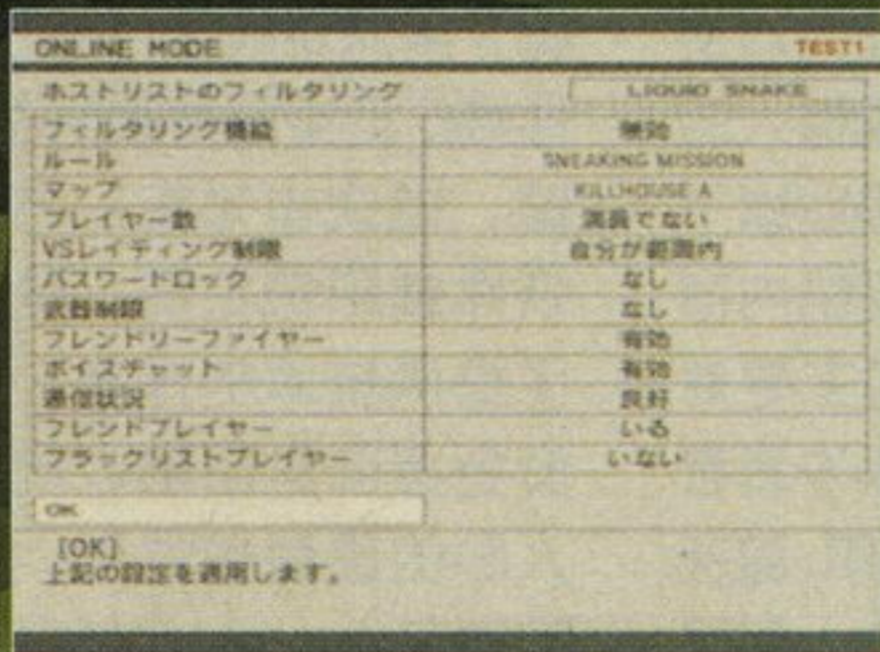 ONLINE MODE TEST1
ホストリストのフィルタリング LIQUID SNAKE
フィルタリング機能 無効
ルール SNEAKING MISSION
マップ KILLHOUSE A
プレイヤー数 満員でない
VSレイティング制限 自分が範囲内
パスワードロック なし
武器制限 なし
フレンドリーファイヤー 有効
ボイスチャット 有効
通信状況 良好
フレンドプレイヤー いる
ブラックリストプレイヤー いない
OK
[OK]
上記の設定を適用します。